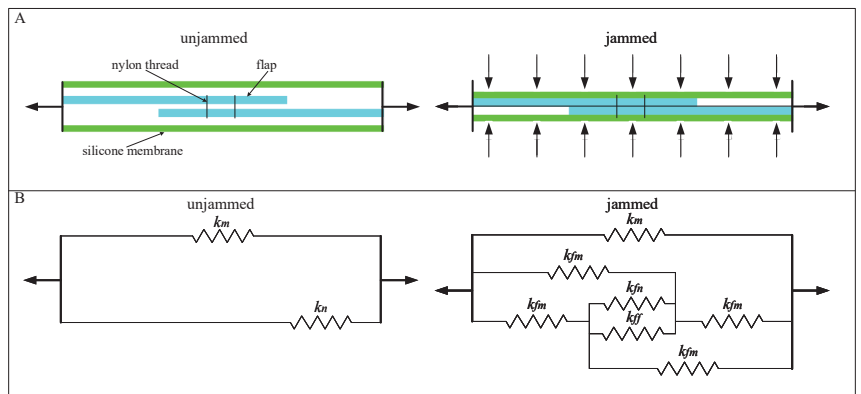 A
unjammed
nylon thread
flap
silicone membrane
jammed
B
unjammed
km
kn
jammed
km
kfm
kfn
kfm
kff
kfm
kfm